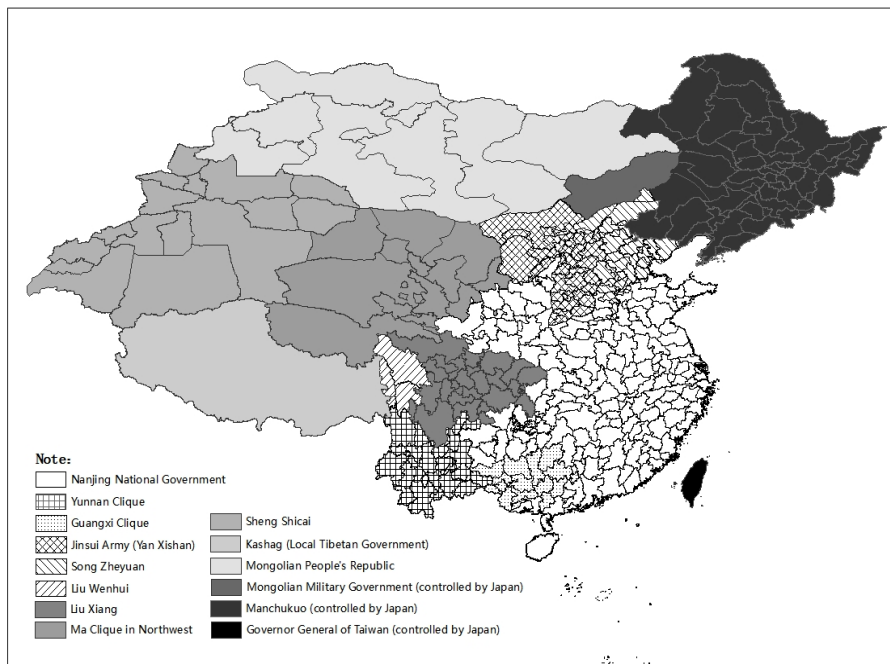 Note:
Nanjing National Government
Yunnan Clique
Guangxi Clique
Jinsui Army (Yan Xishan)
Song Zheyuan
Liu Wenhui
Liu Xiang
Ma Clique in Northwest
Sheng Shicai
Kashag (Local Tibetan Government)
Mongolian People's Republic
Mongolian Military Government (controlled by Japan)
Manchukuo (controlled by Japan)
Governor General of Taiwan (controlled by Japan)